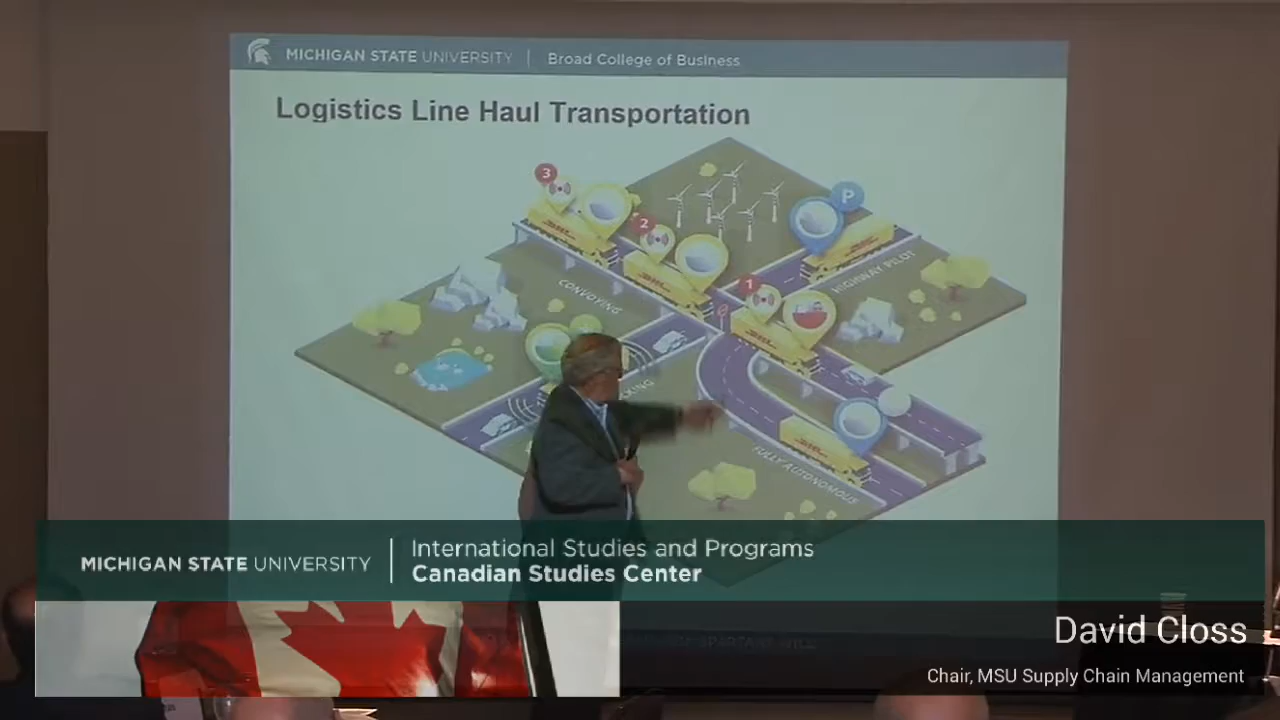 MICHIGAN STATE UNIVERSITY | Broad College of Business
Logistics Line Haul Transportation
3
2
P
HIGHWAY PILOT
CONVOYING
1
FULLY AUTONOMOUS
MICHIGAN STATE UNIVERSITY
International Studies and Programs
Canadian Studies Center
David Closs
Chair, MSU Supply Chain Management